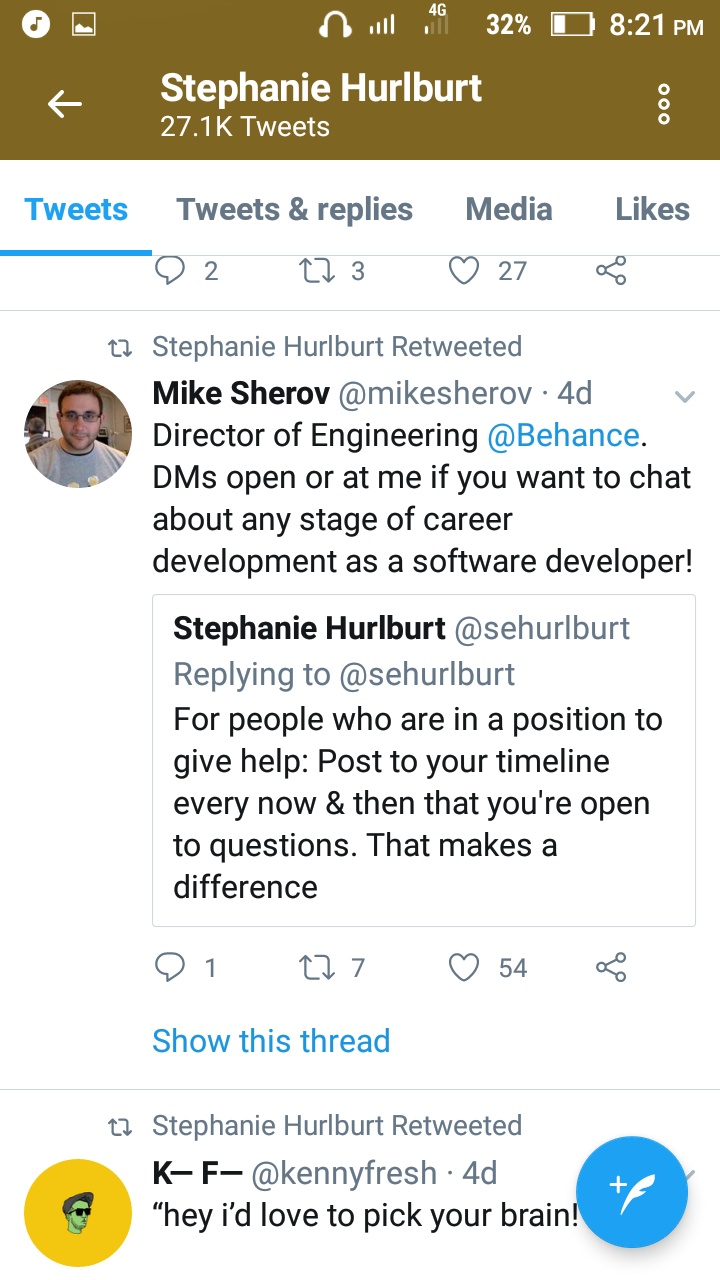 4G
32%
8:21 PM
Stephanie Hurlburt
27.1K Tweets
Tweets
Tweets & replies
Media
Likes
2
3
27
Stephanie Hurlburt Retweeted
Mike Sherov @mikesherov · 4d
Director of Engineering @Behance.
DMs open or at me if you want to chat
about any stage of career
development as a software developer!
Stephanie Hurlburt @sehurlburt
Replying to @sehurlburt
For people who are in a position to
give help: Post to your timeline
every now & then that you're open
to questions. That makes a
difference
1
7
54
Show this thread
Stephanie Hurlburt Retweeted
K— F— @kennyfresh · 4d
“hey i’d love to pick your brain!